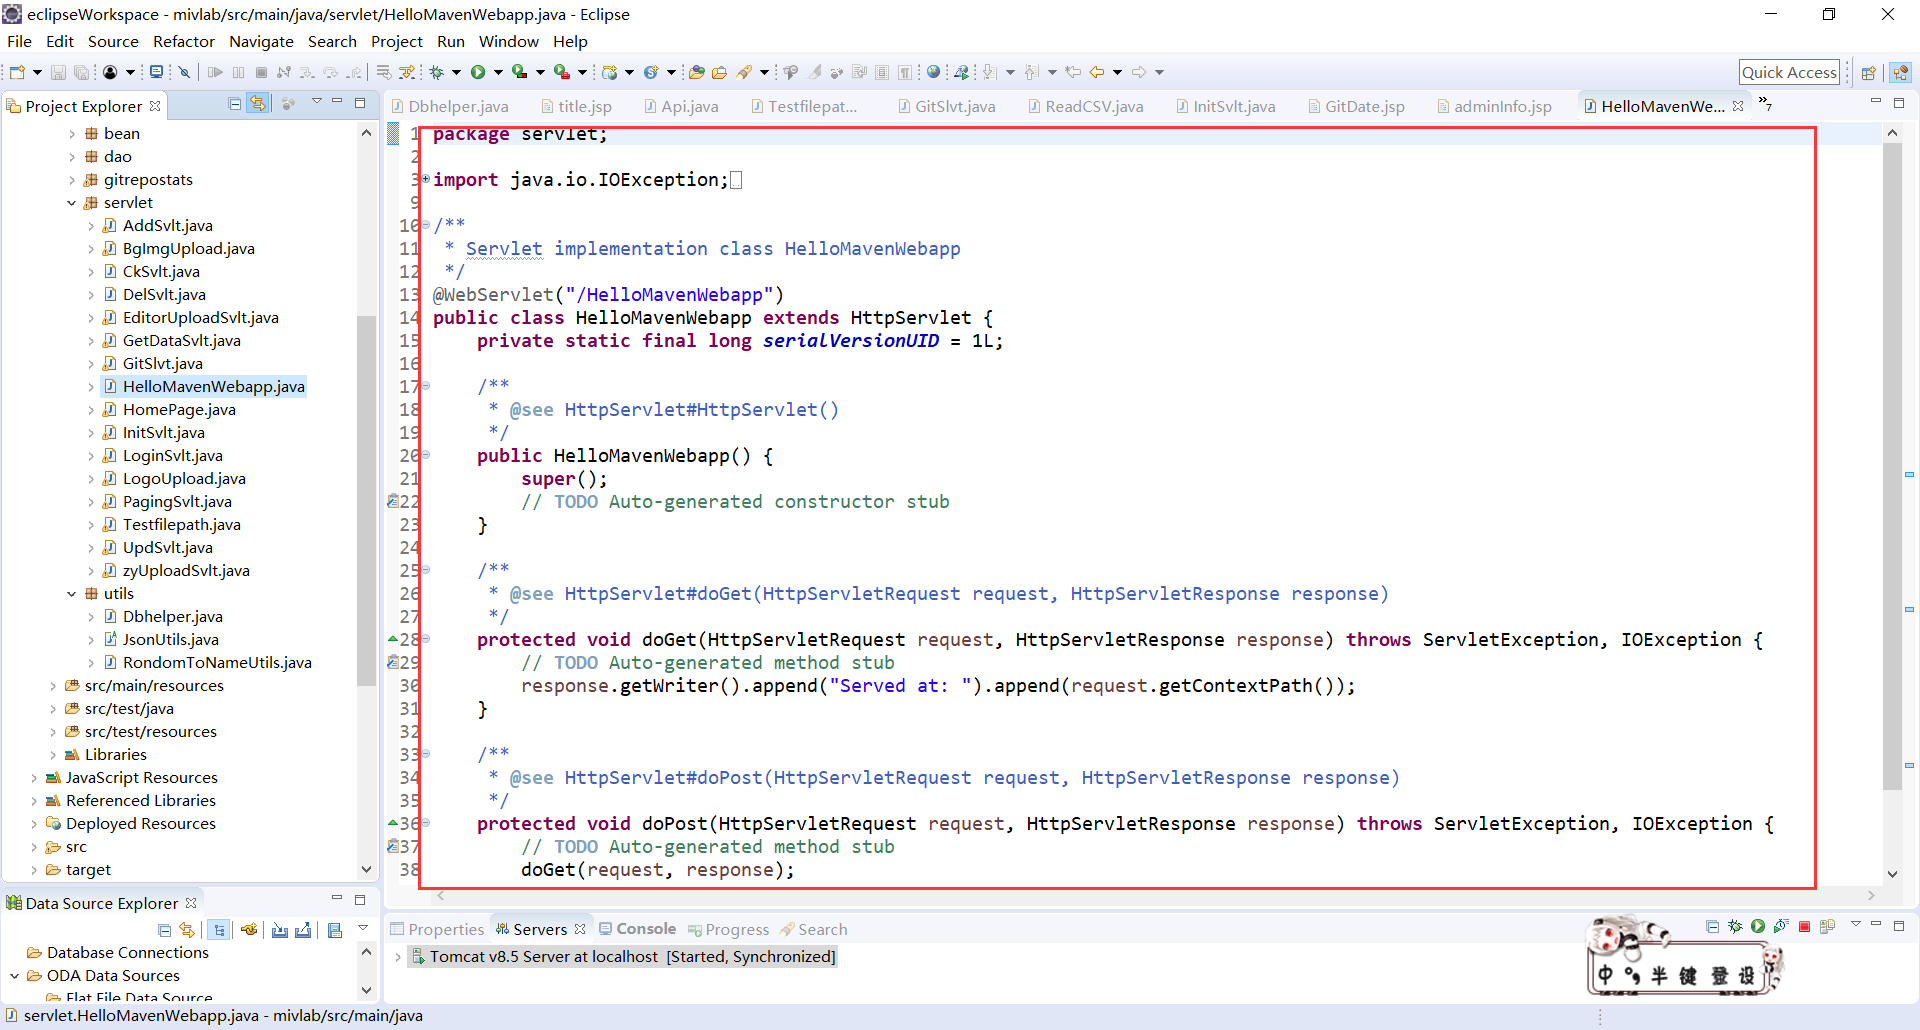 eclipseWorkspace - mivlab/src/main/java/servlet/HelloMavenWebapp.java - Eclipse
File Edit Source Refactor Navigate Search Project Run Window Help
Quick Access
Project Explorer
bean
dao
gitrepostats
servlet
AddSvlt.java
BgImgUpload.java
CkSvlt.java
DelSvlt.java
EditorUploadSvlt.java
GetDataSvlt.java
GitSlvt.java
HelloMavenWebapp.java
HomePage.java
InitSvlt.java
LoginSvlt.java
LogoUpload.java
PagingSvlt.java
Testfilepath.java
UpdSvlt.java
zyUploadSvlt.java
utils
Dbhelper.java
JsonUtils.java
RondomToNameUtils.java
src/main/resources
src/test/java
src/test/resources
Libraries
JavaScript Resources
Referenced Libraries
Deployed Resources
src
target
Dbhelper.java title.jsp Api.java Testfilepat... GitSlvt.java ReadCSV.java InitSvlt.java GitDate.jsp adminInfo.jsp HelloMavenWe... »7
1 package servlet;
2
3 import java.io.IOException;
9
10 /**
11 * Servlet implementation class HelloMavenWebapp
12 */
13 @WebServlet("/HelloMavenWebapp")
14 public class HelloMavenWebapp extends HttpServlet {
15 private static final long serialVersionUID = 1L;
16
17 /**
18 * @see HttpServlet#HttpServlet()
19 */
20 public HelloMavenWebapp() {
21 super();
22 // TODO Auto-generated constructor stub
23 }
24
25 /**
26 * @see HttpServlet#doGet(HttpServletRequest request, HttpServletResponse response)
27 */
28 protected void doGet(HttpServletRequest request, HttpServletResponse response) throws ServletException, IOException {
29 // TODO Auto-generated method stub
30 response.getWriter().append("Served at: ").append(request.getContextPath());
31 }
32
33 /**
34 * @see HttpServlet#doPost(HttpServletRequest request, HttpServletResponse response)
35 */
36 protected void doPost(HttpServletRequest request, HttpServletResponse response) throws ServletException, IOException {
37 // TODO Auto-generated method stub
38 doGet(request, response);
Data Source Explorer
Database Connections
ODA Data Sources
Flat File Data Source
Properties Servers Console Progress Search
Tomcat v8.5 Server at localhost [Started, Synchronized]
中 半 键 登 设
servlet.HelloMavenWebapp.java - mivlab/src/main/java